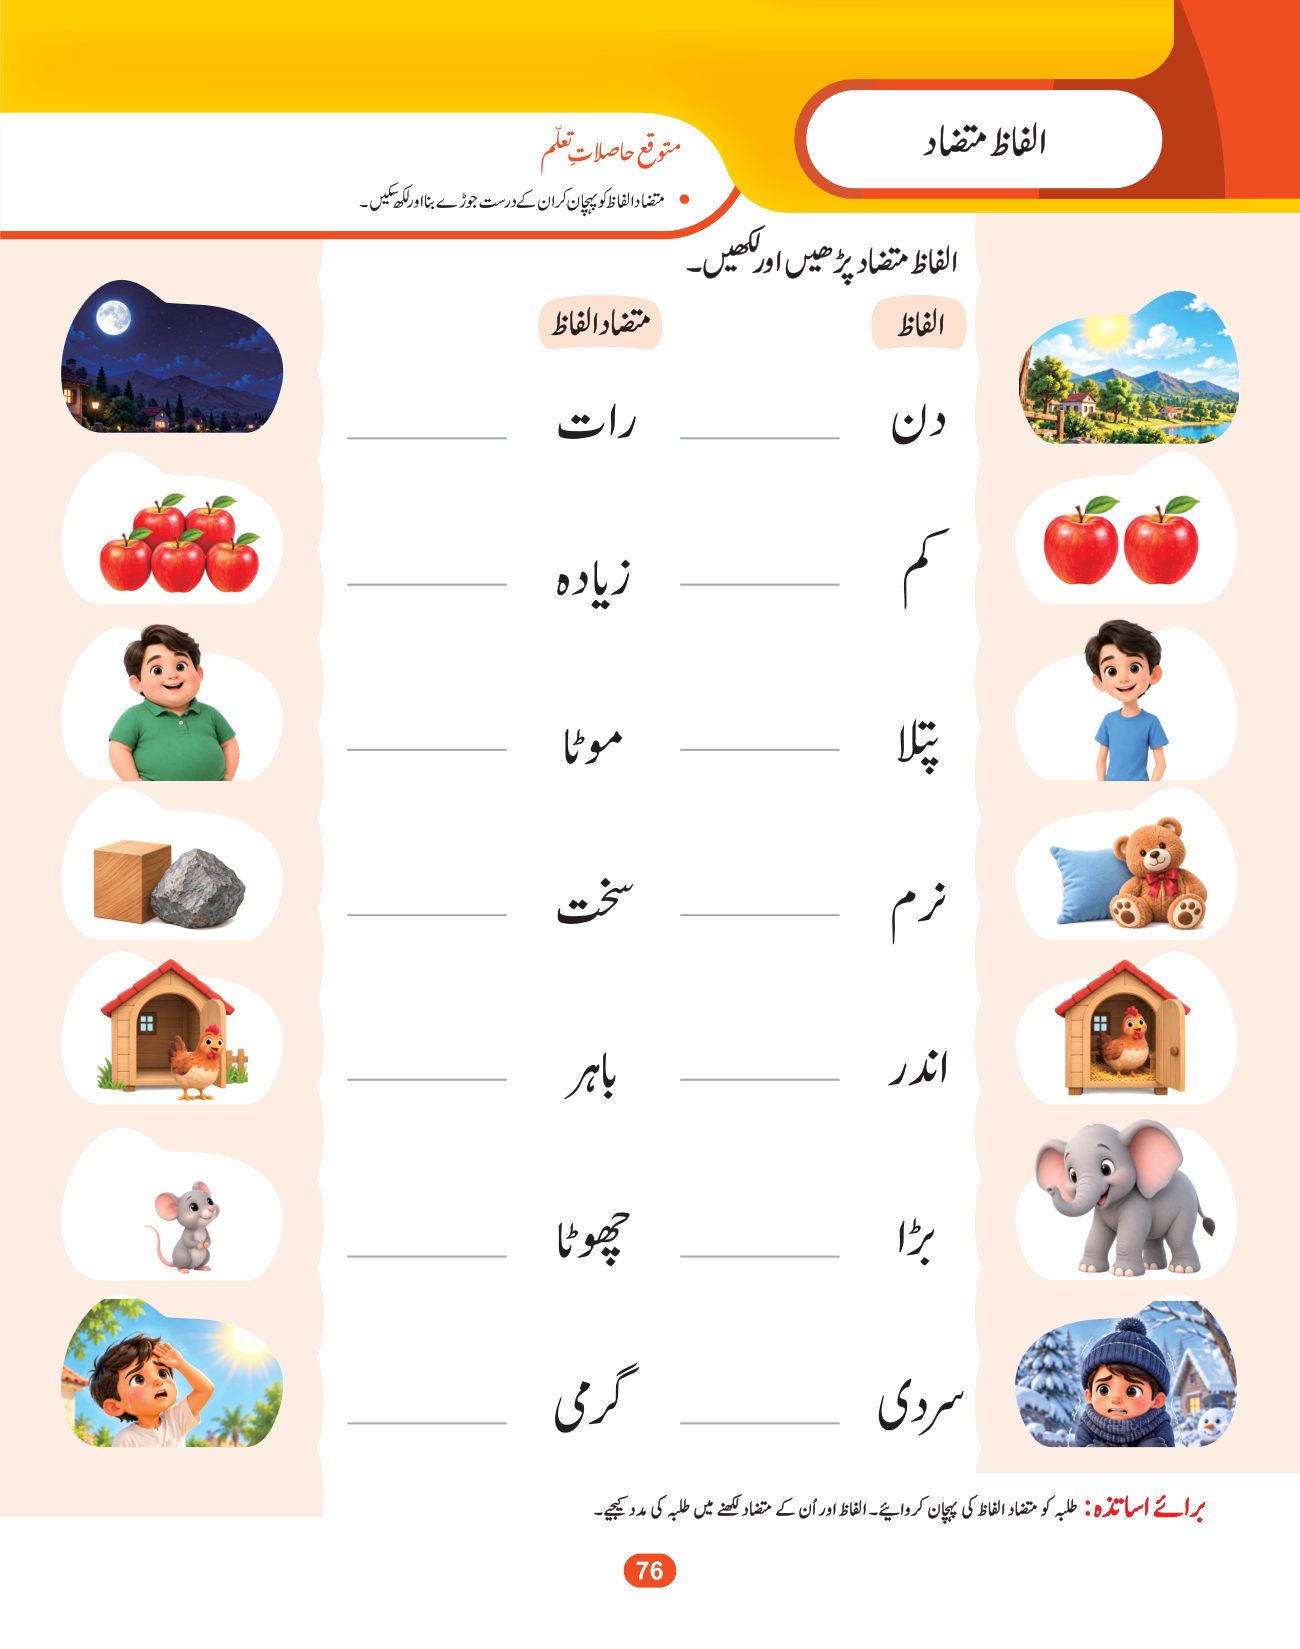 الفاظ متضاد
متوقع حاصلاتِ تعلّم
• متضاد الفاظ کو پہچان کر ان کے درست جوڑے بنا اور لکھ سکیں۔
الفاظ متضاد پڑھیں اور لکھیں۔
الفاظ متضاد الفاظ
دن رات
کم زیادہ
پتلا موٹا
نرم سخت
اندر باہر
بڑا چھوٹا
سردی گرمی
برائے اساتذہ: طلبہ کو متضاد الفاظ کی پہچان کروائیے۔ الفاظ اور اُن کے متضاد لکھنے میں طلبہ کی مدد کیجیے۔
76